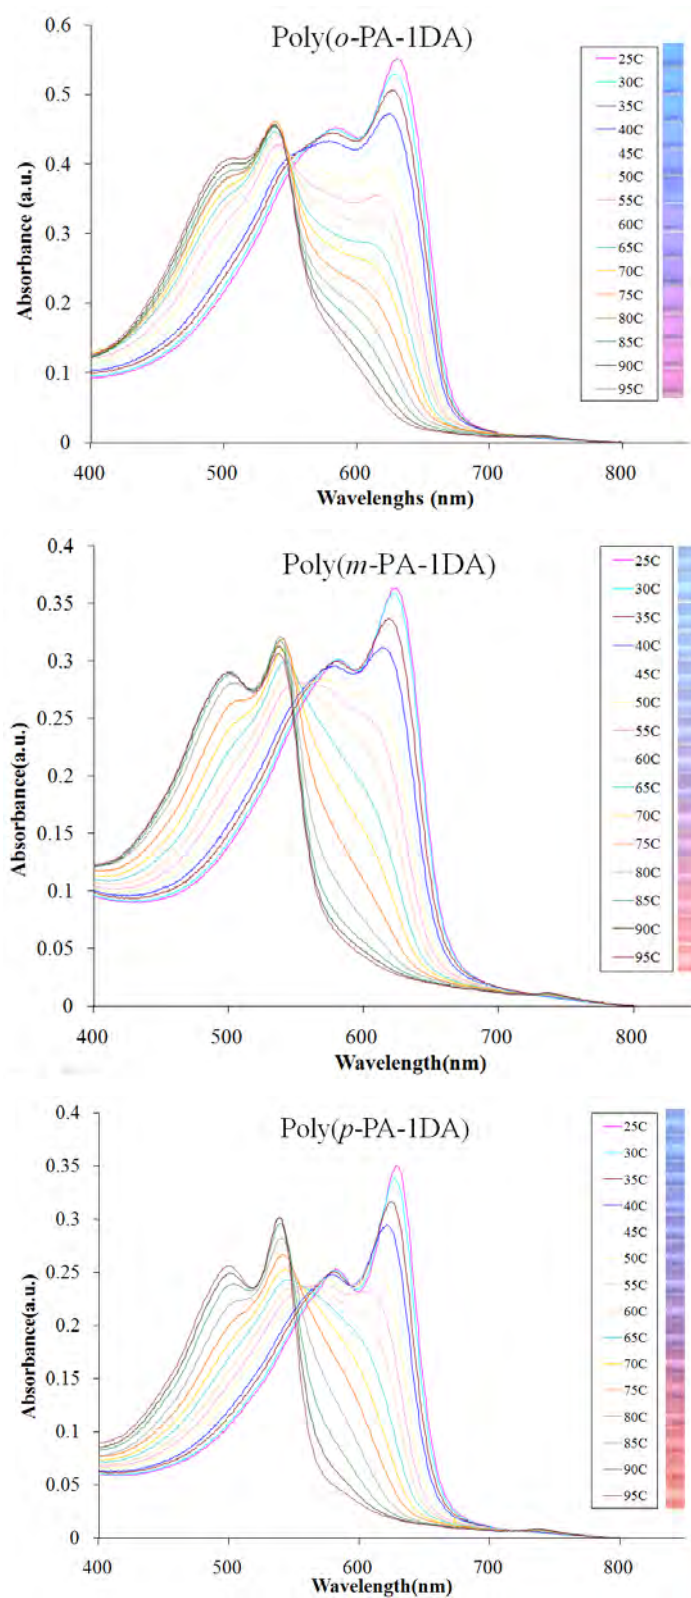 Poly(o-PA-1DA)
0.6
0.5
0.4
0.3
0.2
0.1
0
Absorbance (a.u.)
400
500
600
700
800
Wavelenghs (nm)
25C
30C
35C
40C
45C
50C
55C
60C
65C
70C
75C
80C
85C
90C
95C
Poly(m-PA-1DA)
0.4
0.35
0.3
0.25
0.2
0.15
0.1
0.05
0
Absorbance(a.u.)
400
500
600
700
800
Wavelength(nm)
25C
30C
35C
40C
45C
50C
55C
60C
65C
70C
75C
80C
85C
90C
95C
Poly(p-PA-1DA)
0.4
0.35
0.3
0.25
0.2
0.15
0.1
0.05
0
Absorbance(a.u.)
400
500
600
700
800
Wavelength(nm)
25C
30C
35C
40C
45C
50C
55C
60C
65C
70C
75C
80C
85C
90C
95C